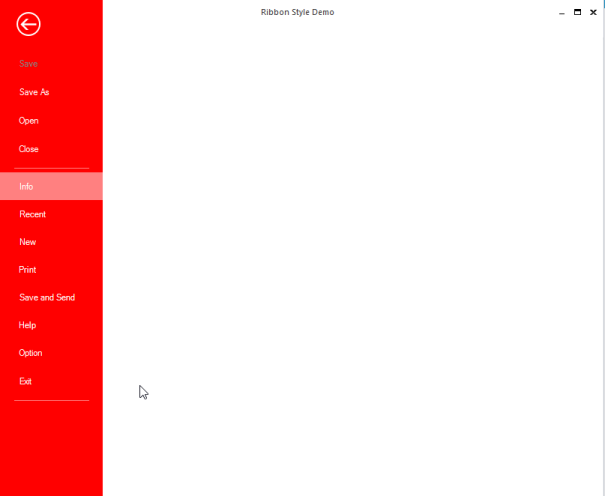 Ribbon Style Demo
Save
Save As
Open
Close
Info
Recent
New
Print
Save and Send
Help
Option
Exit